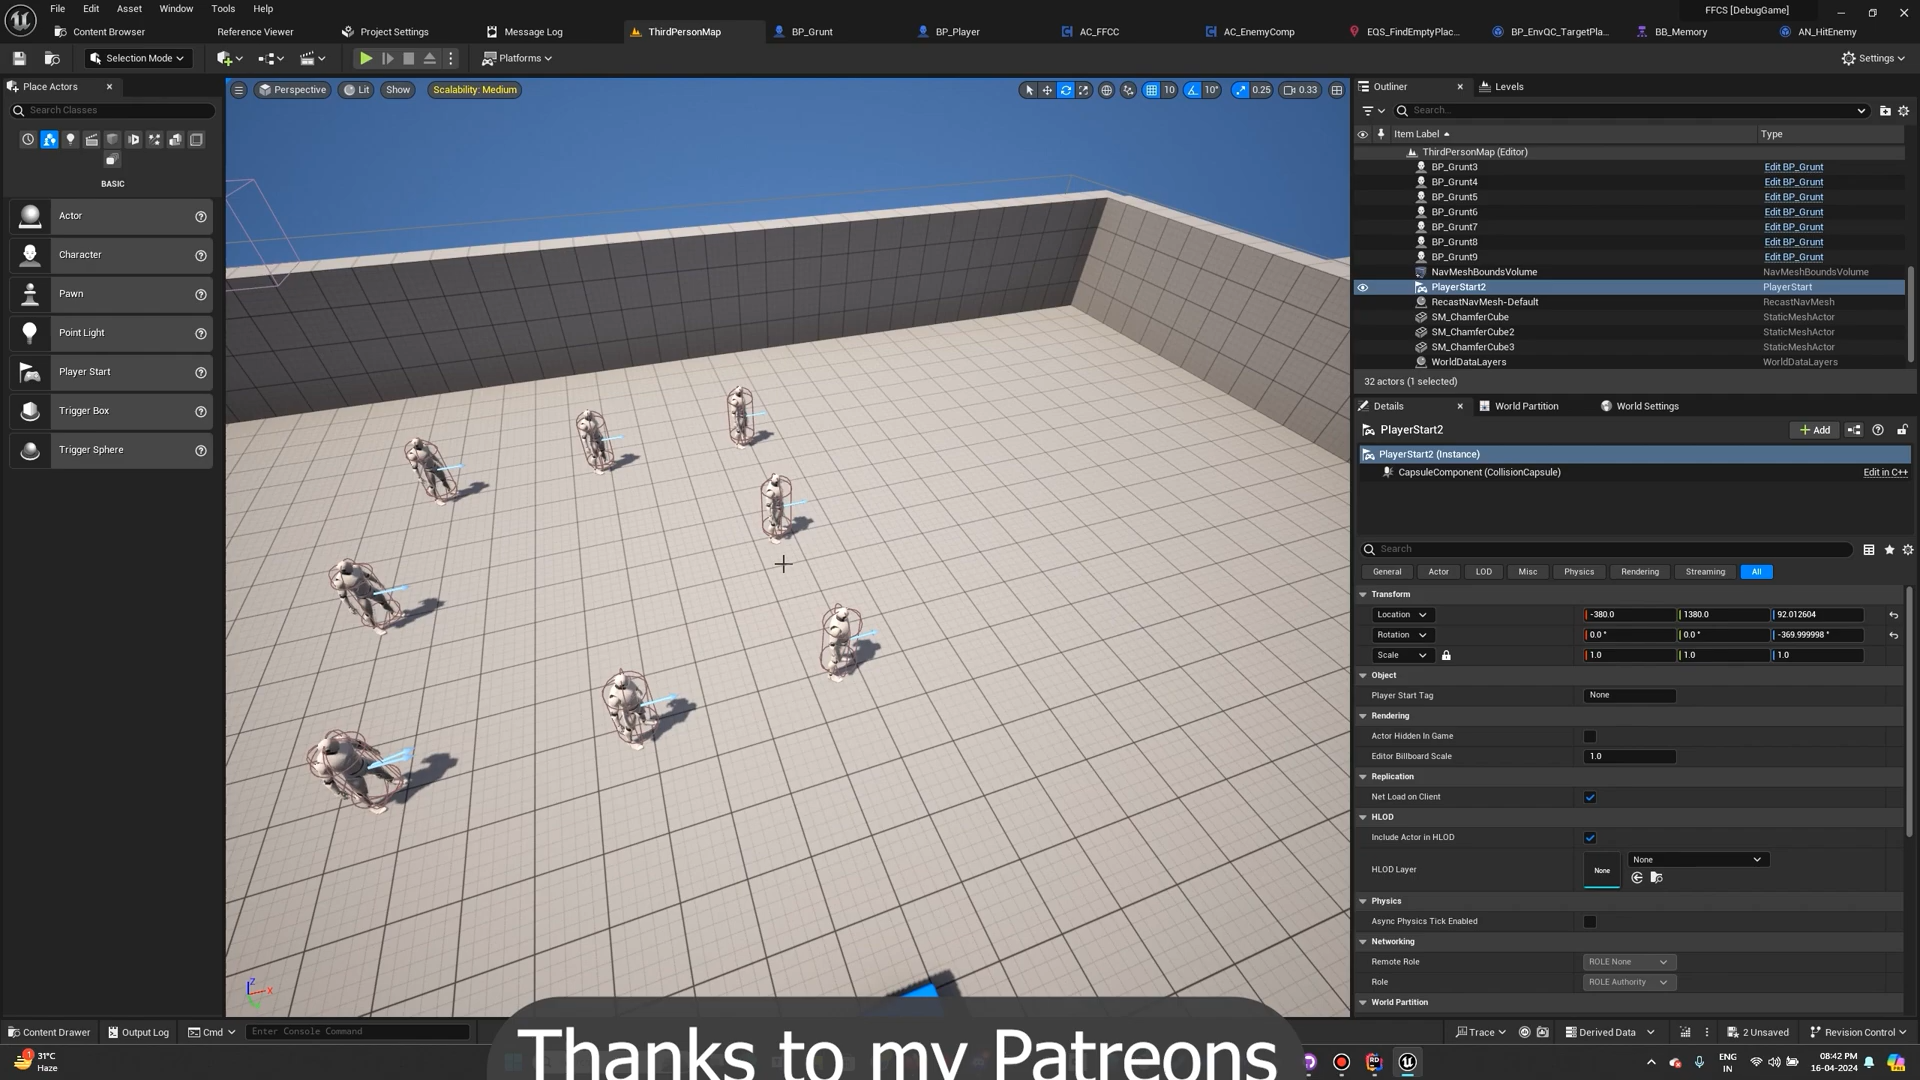 File Edit Asset Window Tools Help FFCS [DebugGame]
Content Browser Reference Viewer Project Settings Message Log ThirdPersonMap BP_Grunt BP_Player AC_FFCC AC_EnemyComp EQS_FindEmptyPlac... BP_EnvQC_TargetPla... BB_Memory AN_HitEnemy
Selection Mode Platforms Settings
Place Actors
Search Classes
BASIC
Actor
Character
Pawn
Point Light
Player Start
Trigger Box
Trigger Sphere
Perspective Lit Show Scalability: Medium 10 10° 0.25 0.33
Z
X
Outliner Levels
Search...
Item Label Type
ThirdPersonMap (Editor)
BP_Grunt3 Edit BP_Grunt
BP_Grunt4 Edit BP_Grunt
BP_Grunt5 Edit BP_Grunt
BP_Grunt6 Edit BP_Grunt
BP_Grunt7 Edit BP_Grunt
BP_Grunt8 Edit BP_Grunt
BP_Grunt9 Edit BP_Grunt
NavMeshBoundsVolume NavMeshBoundsVolume
PlayerStart2 PlayerStart
RecastNavMesh-Default RecastNavMesh
SM_ChamferCube StaticMeshActor
SM_ChamferCube2 StaticMeshActor
SM_ChamferCube3 StaticMeshActor
WorldDataLayers WorldDataLayers
32 actors (1 selected)
Details World Partition World Settings
PlayerStart2 Add
PlayerStart2 (Instance)
CapsuleComponent (CollisionCapsule) Edit in C++
Search
General Actor LOD Misc Physics Rendering Streaming All
Transform
Location -380.0 1380.0 92.012604
Rotation 0.0 ° 0.0 ° -369.999998 °
Scale 1.0 1.0 1.0
Object
Player Start Tag None
Rendering
Actor Hidden In Game
Editor Billboard Scale 1.0
Replication
Net Load on Client
HLOD
Include Actor in HLOD
HLOD Layer None None
Physics
Async Physics Tick Enabled
Networking
Remote Role ROLE None
Role ROLE Authority
World Partition
Content Drawer Output Log Cmd Enter Console Command Trace Derived Data 2 Unsaved Revision Control
Thanks to my Patreons
1 31°C
Haze
ENG
IN
08:42 PM
16-04-2024